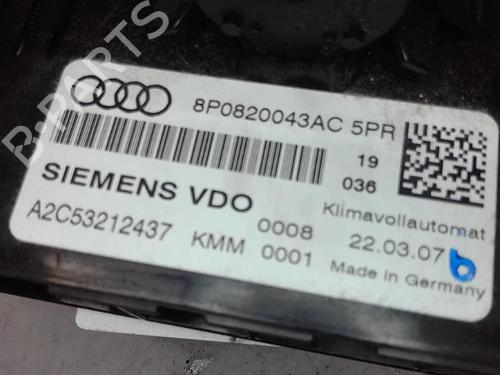 B-PARTS
8P0820043AC 5PR
19
036
SIEMENS VDO
A2C53212437
KMM
0008
0001
Klimavollautomat
22.03.07
Made in Germany